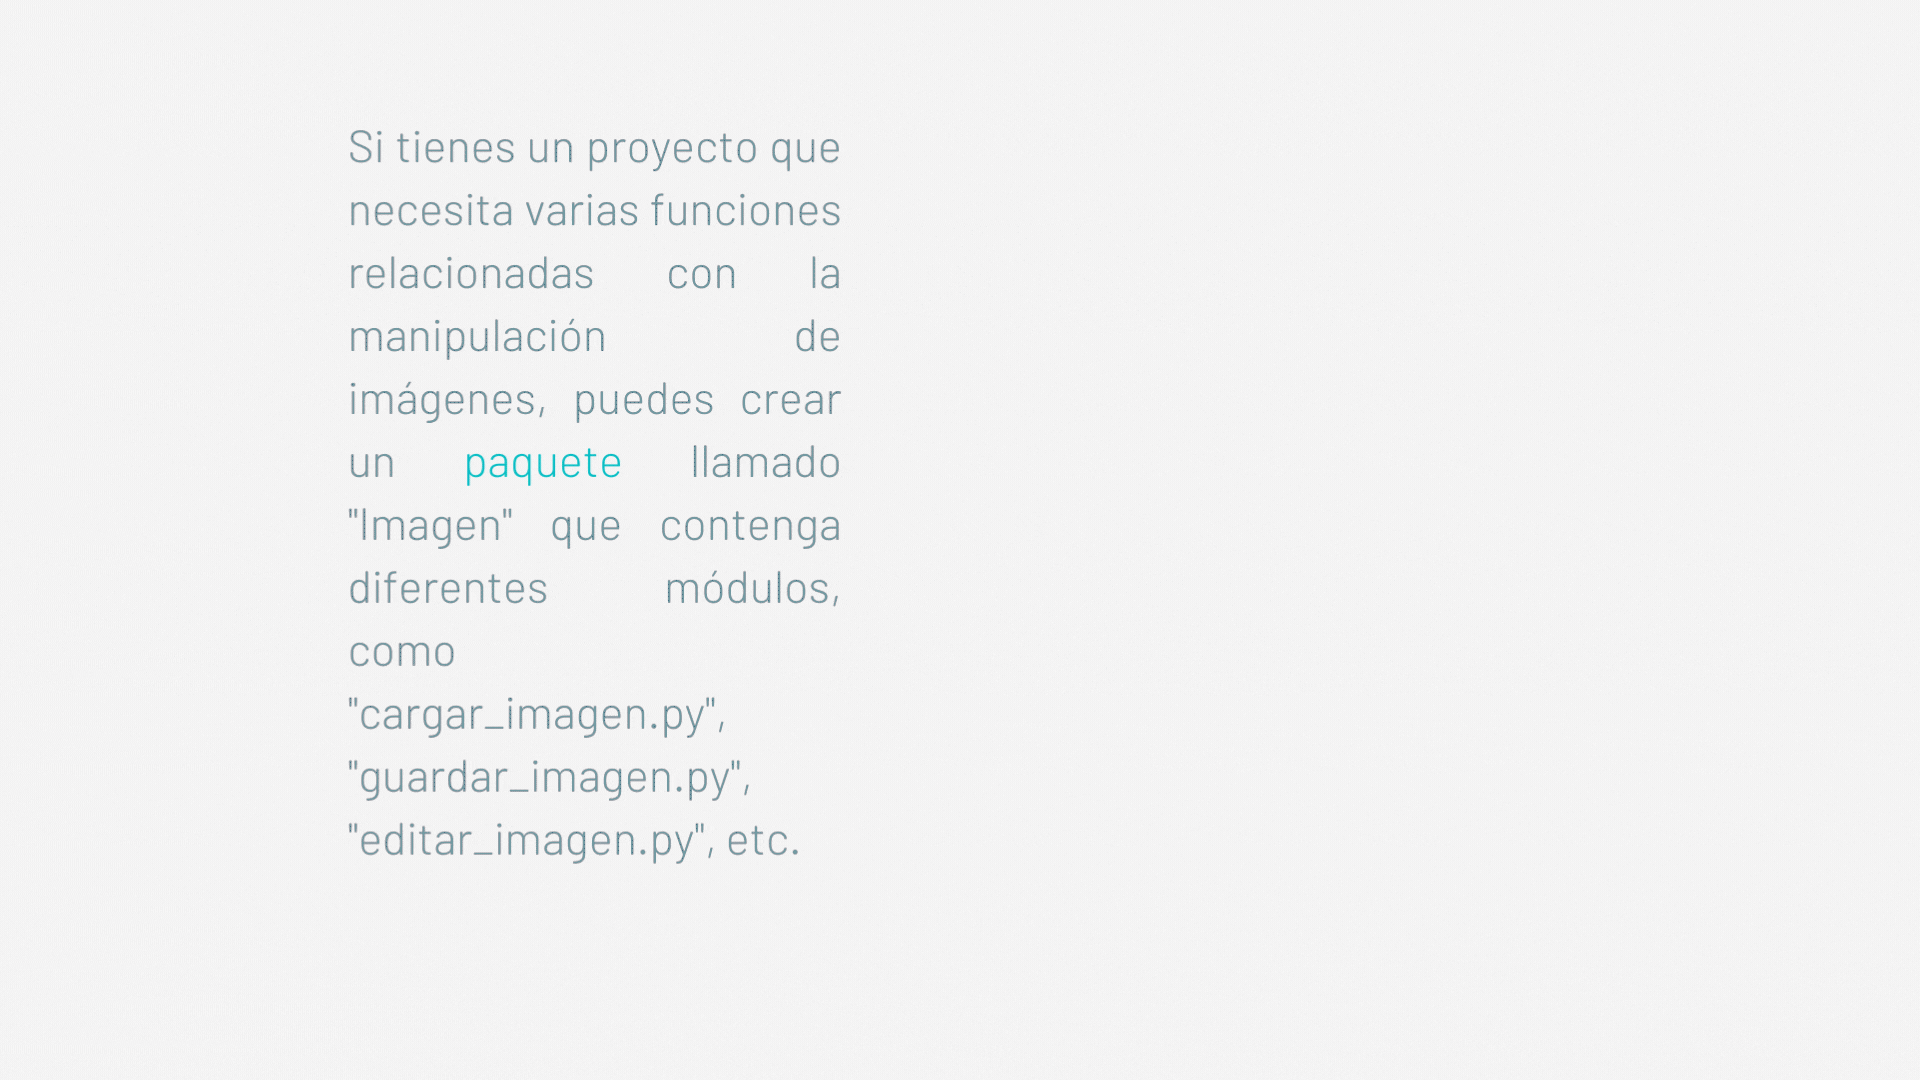 Si tienes un proyecto que
necesita varias funciones
relacionadas con la
manipulación de
imágenes, puedes crear
un paquete llamado
"Imagen" que contenga
diferentes módulos,
como
"cargar_imagen.py",
"guardar_imagen.py",
"editar_imagen.py", etc.